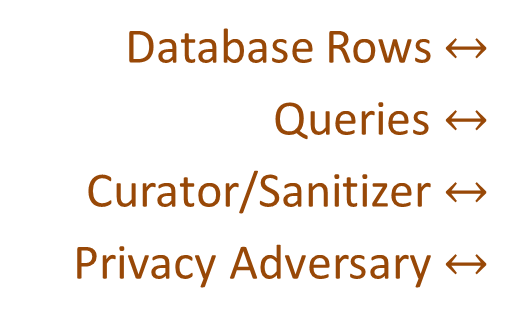 Database Rows ↔
Queries ↔
Curator/Sanitizer ↔
Privacy Adversary ↔